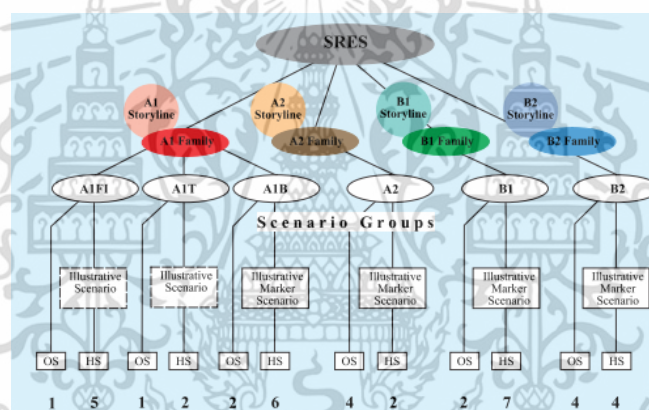 SRES
A1
Storyline
A2
Storyline
B1
Storyline
B2
Storyline
A1 Family
A2 Family
B1 Family
B2 Family
A1FI
A1T
A1B
A2
B1
B2
Scenario Groups
Illustrative
Scenario
Illustrative
Scenario
Illustrative
Marker
Scenario
Illustrative
Marker
Scenario
Illustrative
Marker
Scenario
Illustrative
Marker
Scenario
OS HS OS HS OS HS OS HS OS HS OS HS
1 5 1 2 2 6 4 2 2 7 4 4